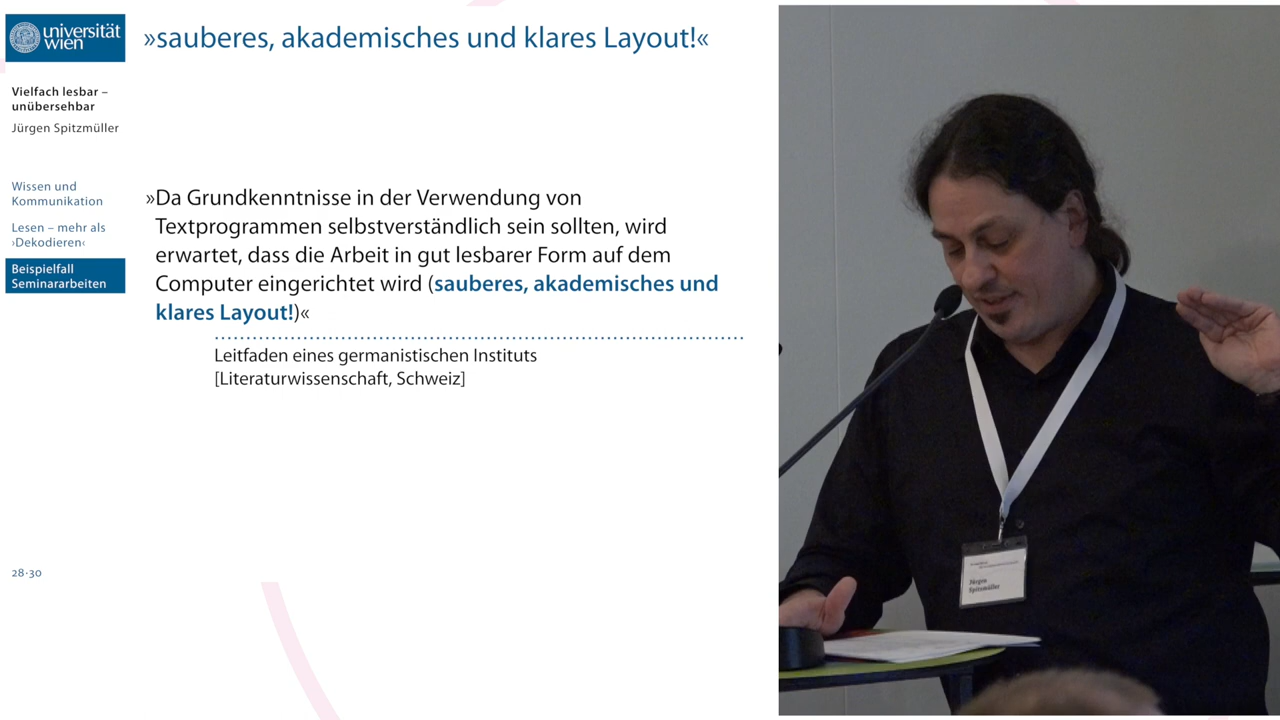 universität
wien
»sauberes, akademisches und klares Layout!«
Vielfach lesbar –
unübersehbar
Jürgen Spitzmüller
Wissen und
Kommunikation
Lesen – mehr als
›Dekodieren‹
Beispielfall
Seminararbeiten
»Da Grundkenntnisse in der Verwendung von
Textprogrammen selbstverständlich sein sollten, wird
erwartet, dass die Arbeit in gut lesbarer Form auf dem
Computer eingerichtet wird (sauberes, akademisches und
klares Layout!)«
Leitfaden eines germanistischen Instituts
[Literaturwissenschaft, Schweiz]
28·30
Jürgen
Spitzmüller